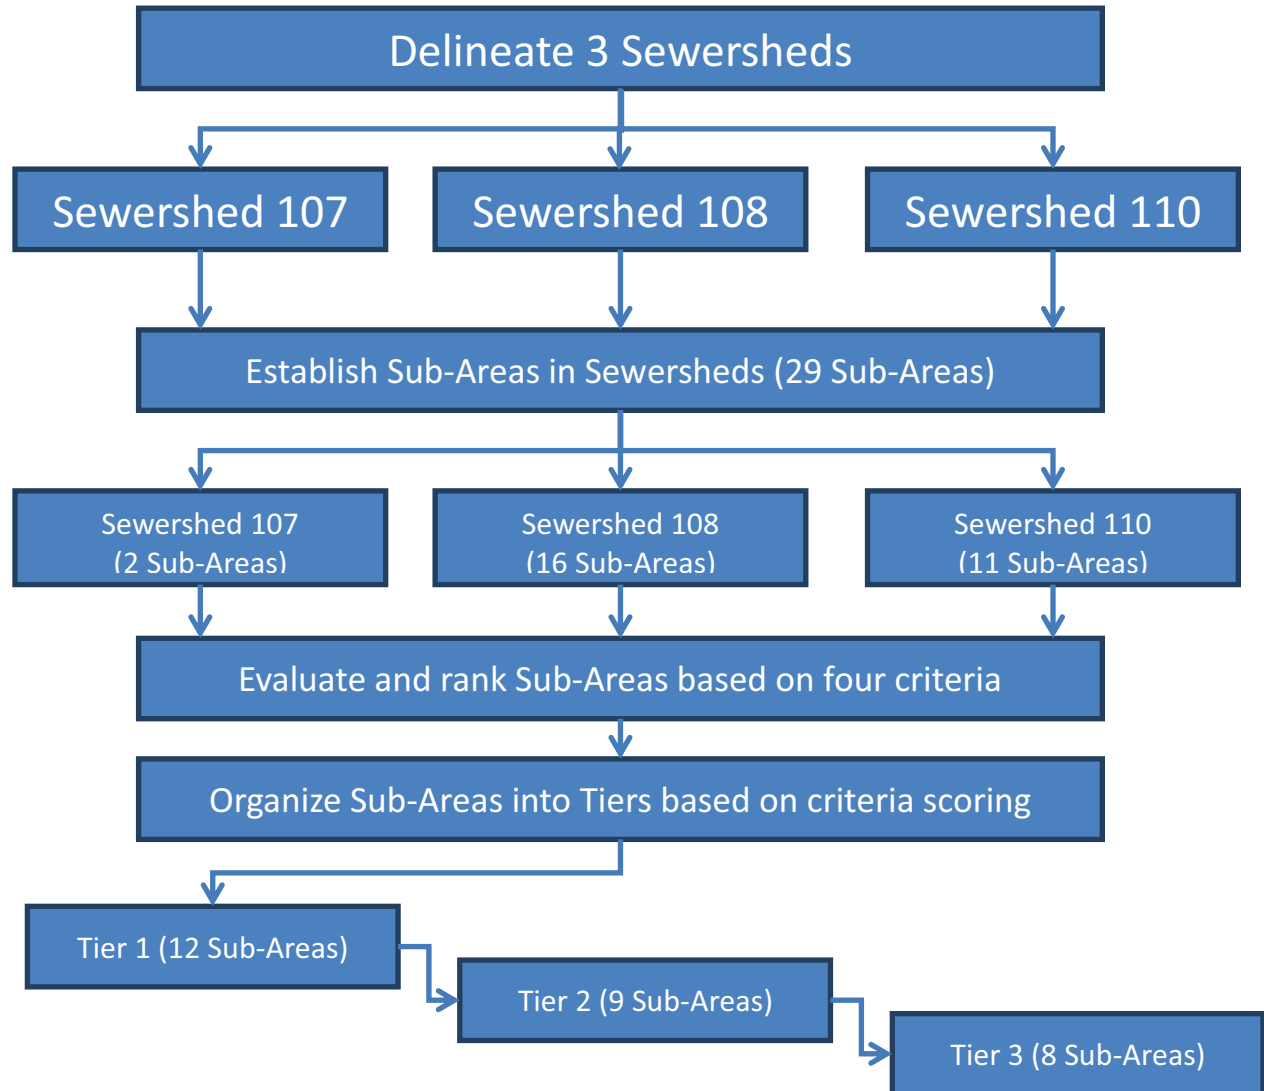 Delineate 3 Sewersheds
Sewershed 107
Sewershed 108
Sewershed 110
Establish Sub-Areas in Sewersheds (29 Sub-Areas)
Sewershed 107
(2 Sub-Areas)
Sewershed 108
(16 Sub-Areas)
Sewershed 110
(11 Sub-Areas)
Evaluate and rank Sub-Areas based on four criteria
Organize Sub-Areas into Tiers based on criteria scoring
Tier 1 (12 Sub-Areas)
Tier 2 (9 Sub-Areas)
Tier 3 (8 Sub-Areas)